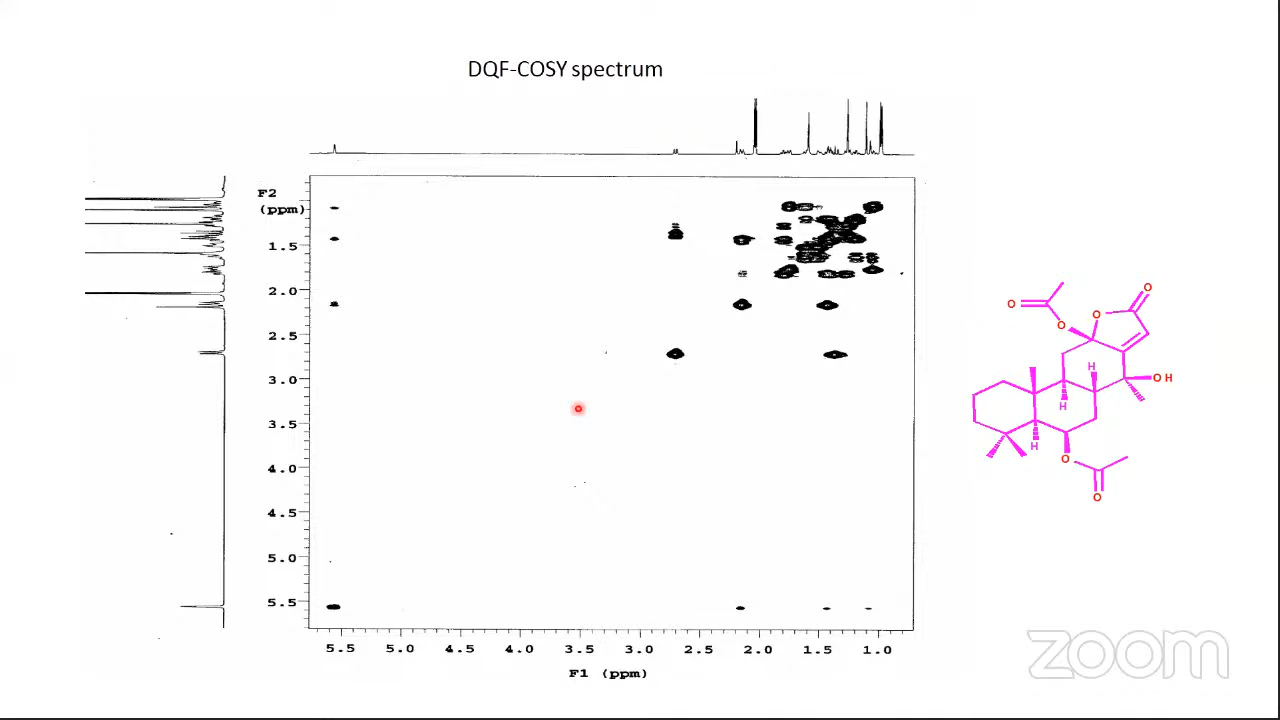 DQF-COSY spectrum
F2
(ppm)
1.5
2.0
2.5
3.0
3.5
4.0
4.5
5.0
5.5
5.5 5.0 4.5 4.0 3.5 3.0 2.5 2.0 1.5 1.0
F1 (ppm)
O
O
O
O
H
OH
H
H
O
O
zoom